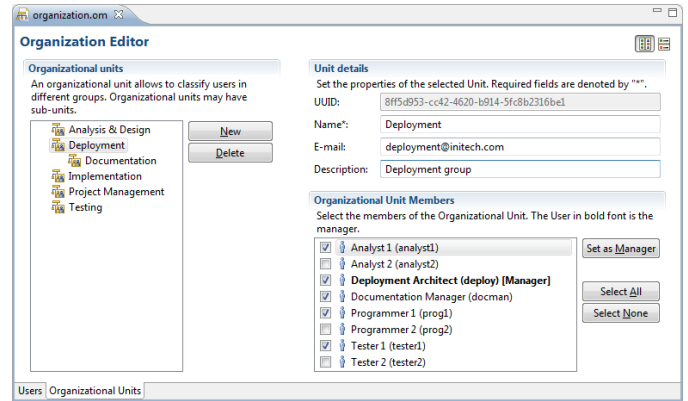 organization.om
Organization Editor
Organizational units
An organizational unit allows to classify users in
different groups. Organizational units may have
sub-units.
Analysis & Design
Deployment
Documentation
Implementation
Project Management
Testing
New
Delete
Unit details
Set the properties of the selected Unit. Required fields are denoted by "*".
UUID:
8ff5d953-cc42-4620-b914-5fc8b2316be1
Name*:
Deployment
E-mail:
deployment@initech.com
Description:
Deployment group
Organizational Unit Members
Select the members of the Organizational Unit. The User in bold font is the
manager.
Analyst 1 (analyst1)
Analyst 2 (analyst2)
Deployment Architect (deploy) [Manager]
Documentation Manager (docman)
Programmer 1 (prog1)
Programmer 2 (prog2)
Tester 1 (tester1)
Tester 2 (tester2)
Set as Manager
Select All
Select None
Users
Organizational Units